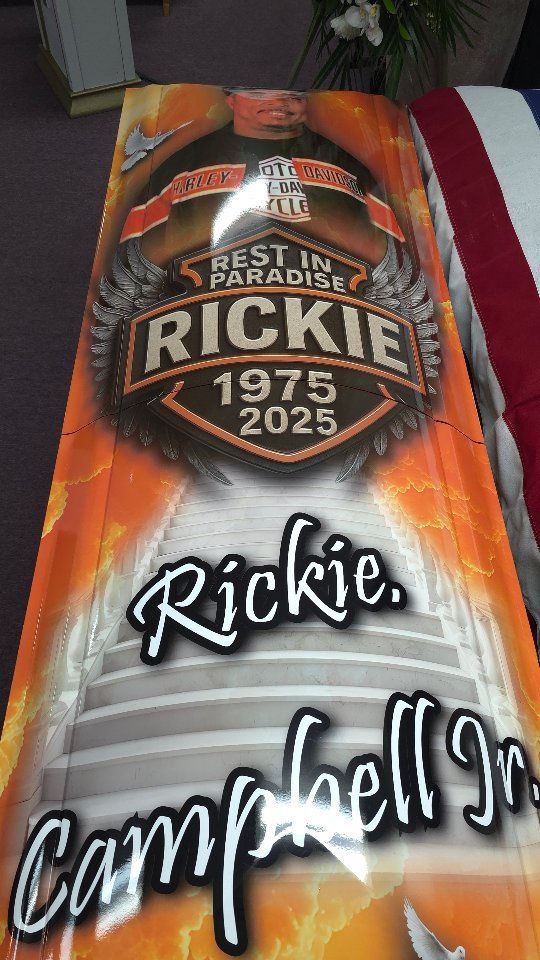 HARLEY-DAVIDSON
REST IN
PARADISE
RICKIE
1975
2025
Rickie.
Campbell Jr.